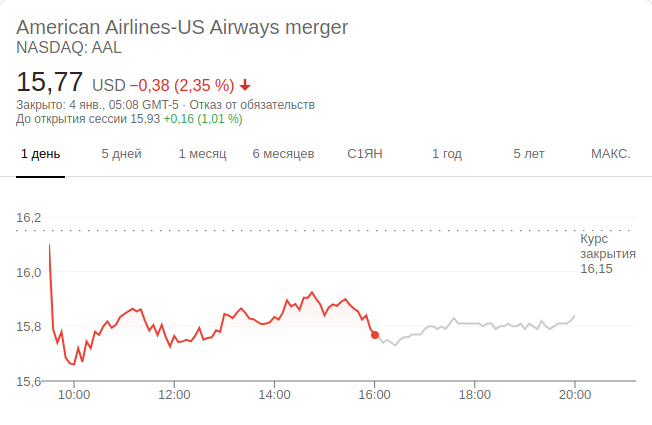 American Airlines-US Airways merger
NASDAQ: AAL
15,77 USD −0,38 (2,35 %)
Закрыто: 4 янв., 05:08 GMT-5 · Отказ от обязательств
До открытия сессии 15,93 +0,16 (1,01 %)
1 день 5 дней 1 месяц 6 месяцев С1ЯН 1 год 5 лет МАКС.
16,2
Курс
закрытия
16,15
16,0
15,8
15,6
10:00 12:00 14:00 16:00 18:00 20:00